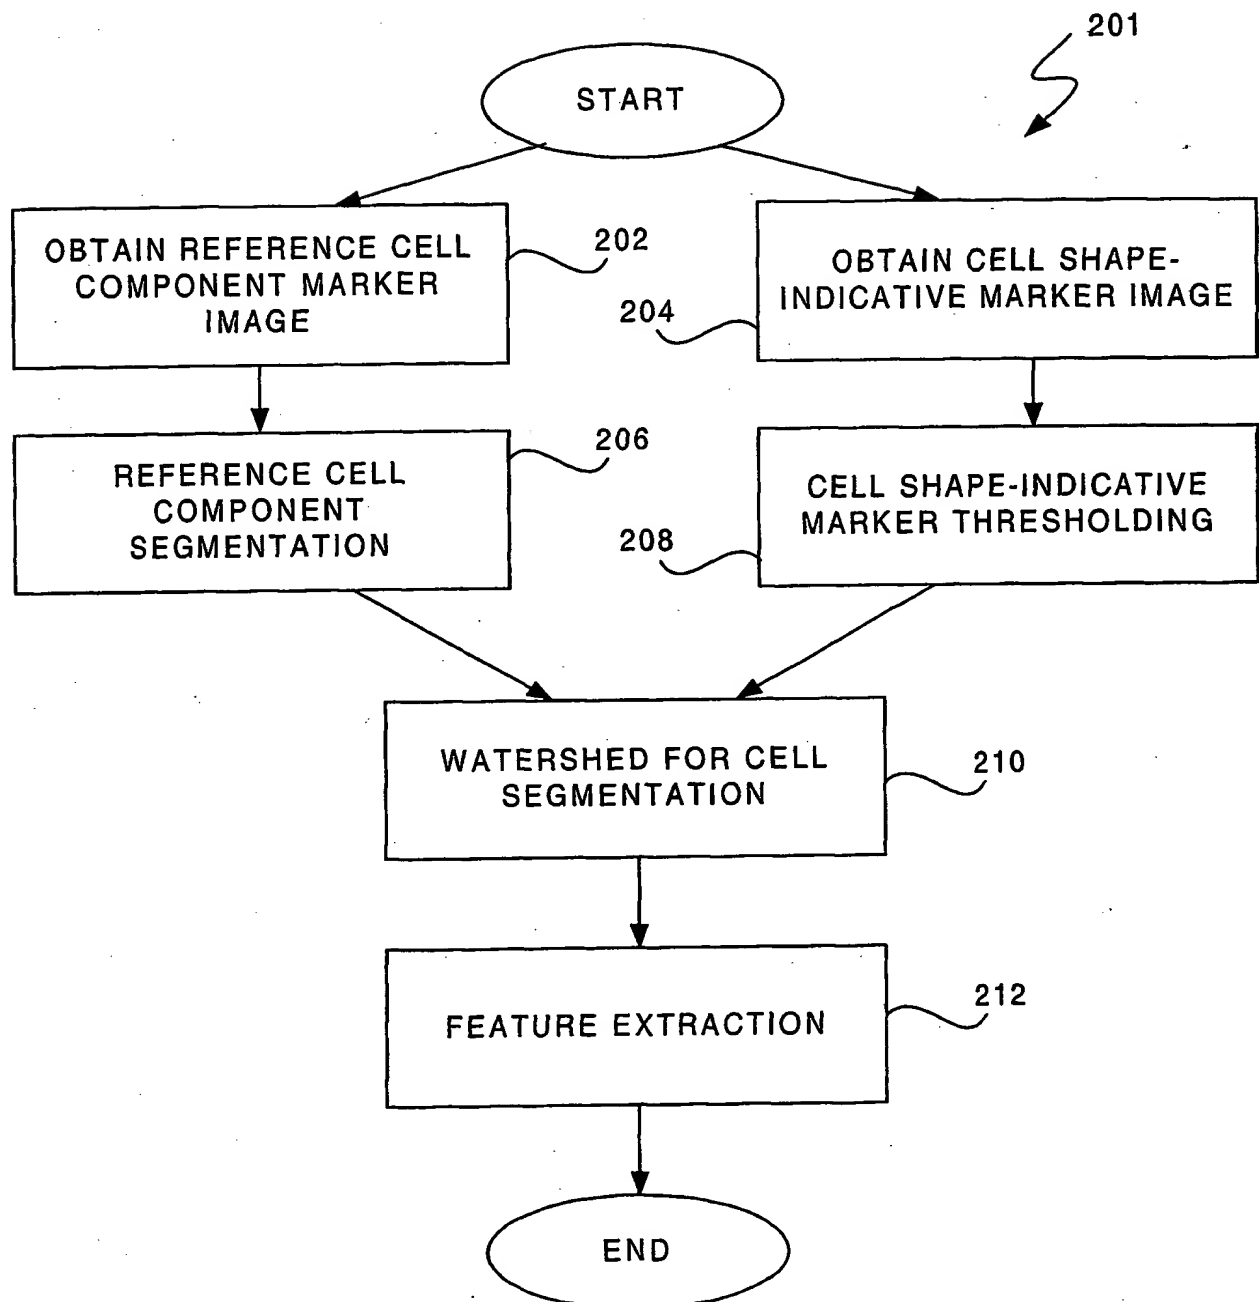 201
START
OBTAIN REFERENCE CELL
COMPONENT MARKER
IMAGE
202
OBTAIN CELL SHAPE-
INDICATIVE MARKER IMAGE
204
REFERENCE CELL
COMPONENT
SEGMENTATION
206
CELL SHAPE-INDICATIVE
MARKER THRESHOLDING
208
WATERSHED FOR CELL
SEGMENTATION
210
FEATURE EXTRACTION
212
END